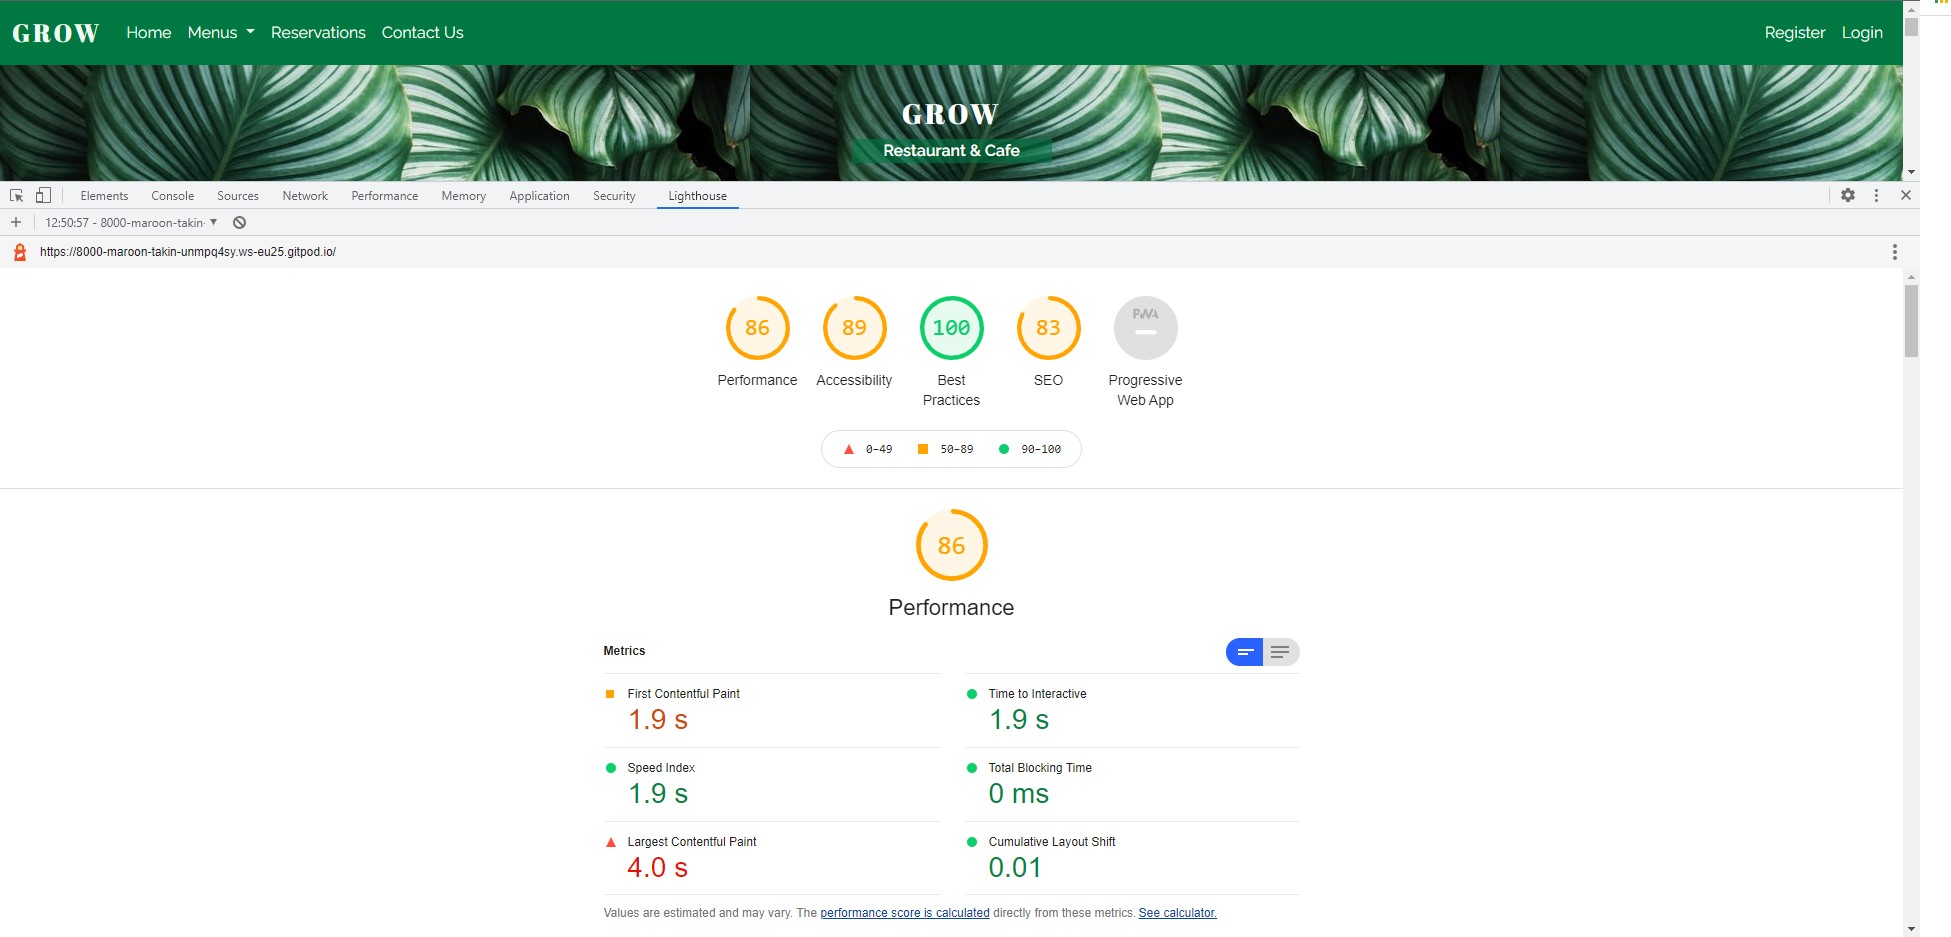 GROW Home Menus Reservations Contact Us Register Login
GROW
Restaurant & Cafe
Elements Console Sources Network Performance Memory Application Security Lighthouse
12:50:57 - 8000-maroon-takin-
https://8000-maroon-takin-unmpq4sy.ws-eu25.gitpod.io/
86 89 100 83 PWA
Performance Accessibility Best Practices SEO Progressive Web App
0–49 50–89 90–100
86
Performance
Metrics
First Contentful Paint Time to Interactive
1.9 s 1.9 s
Speed Index Total Blocking Time
1.9 s 0 ms
Largest Contentful Paint Cumulative Layout Shift
4.0 s 0.01
Values are estimated and may vary. The performance score is calculated directly from these metrics. See calculator.